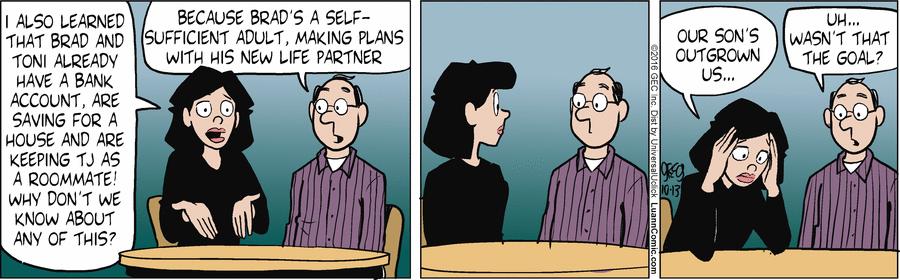 I ALSO LEARNED
THAT BRAD AND
TONI ALREADY
HAVE A BANK
ACCOUNT, ARE
SAVING FOR A
HOUSE AND ARE
KEEPING TJ AS
A ROOMMATE!
WHY DON'T WE
KNOW ABOUT
ANY OF THIS?
BECAUSE BRAD'S A SELF-
SUFFICIENT ADULT, MAKING PLANS
WITH HIS NEW LIFE PARTNER
©2016 GEC Inc. Dist by UniversalUclick LuannComic.com
OUR SON'S
OUTGROWN
US...
UH...
WASN'T THAT
THE GOAL?
GREG
10·13